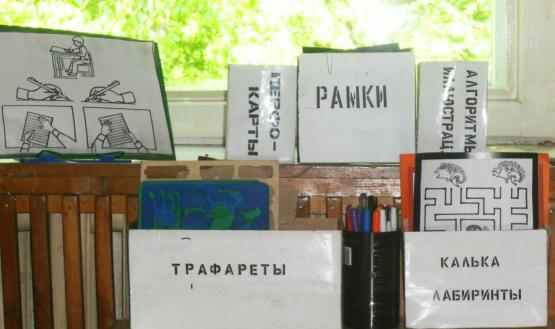 ПЕРФО-
КАРТЫ
РАМКИ
АЛГОРИТМЫ
ТРАФАРЕТЫ
КАЛЬКА
ЛАБИРИНТЫ